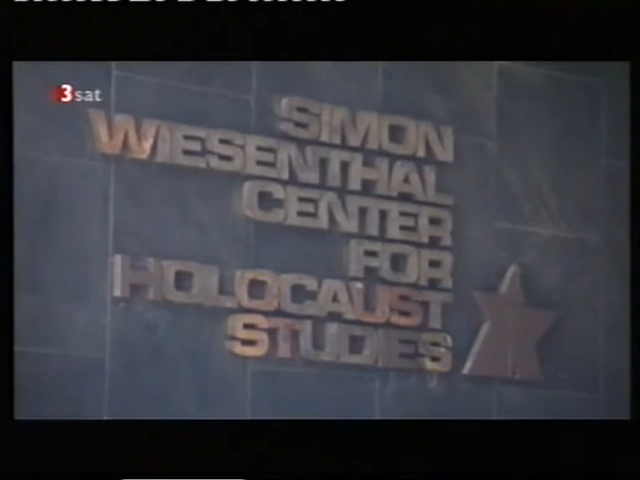 3sat
SIMON
WIESENTHAL
CENTER
FOR
HOLOCAUST
STUDIES